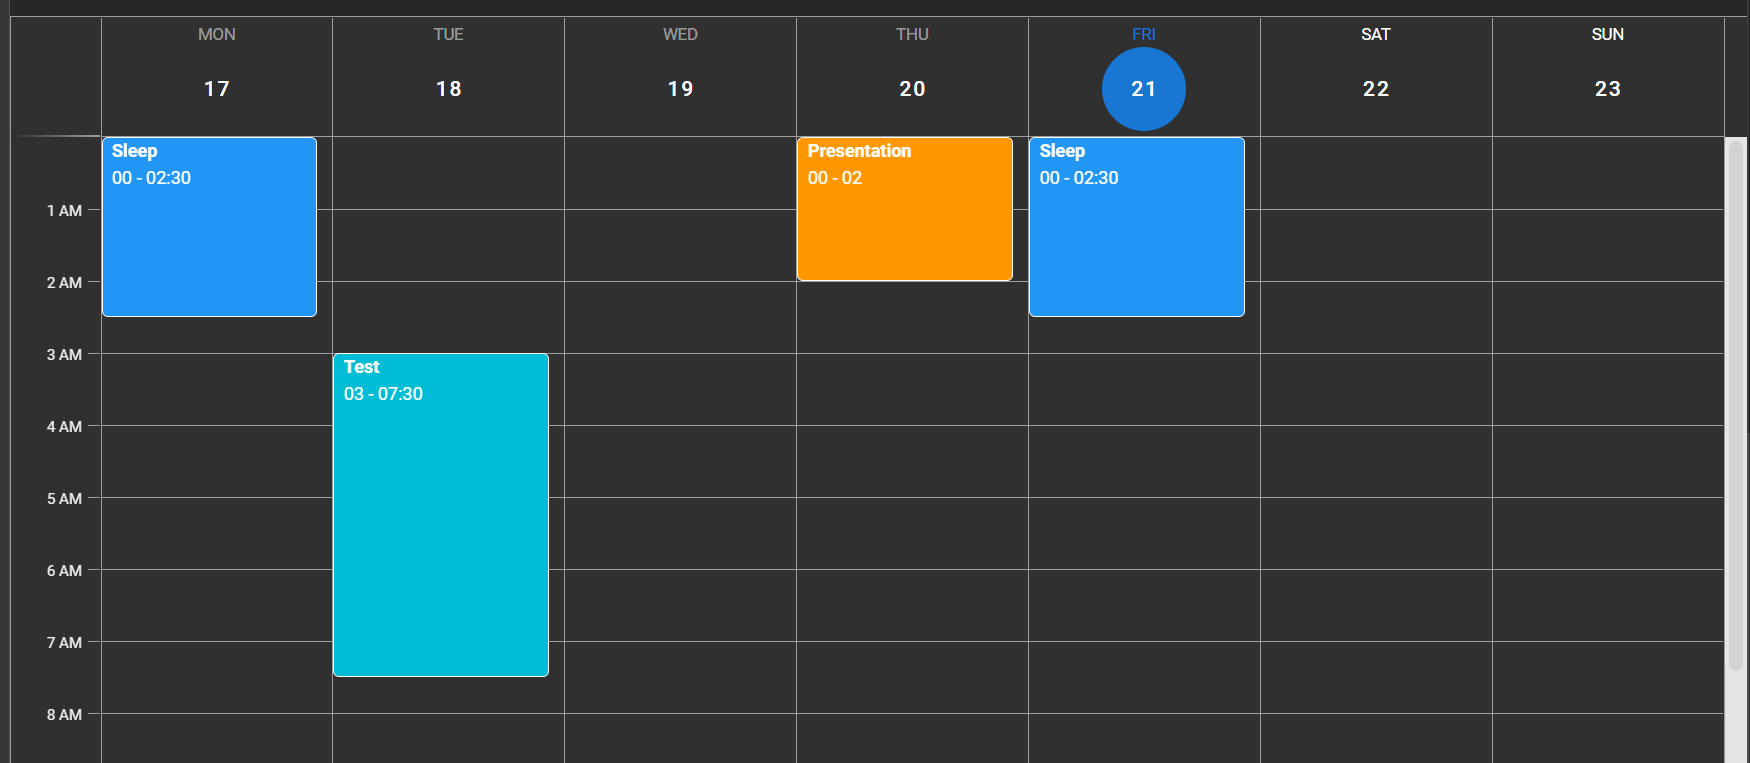 MON TUE WED THU FRI SAT SUN
17 18 19 20 21 22 23
Sleep Presentation Sleep
00 - 02:30 00 - 02 00 - 02:30
1 AM
2 AM
3 AM
Test
03 - 07:30
4 AM
5 AM
6 AM
7 AM
8 AM